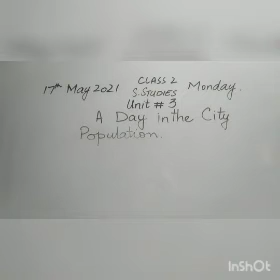 CLASS 2
17th May 2021 S.STUDIES Monday.
Unit # 3
A Day in the City
Population.
InShOt